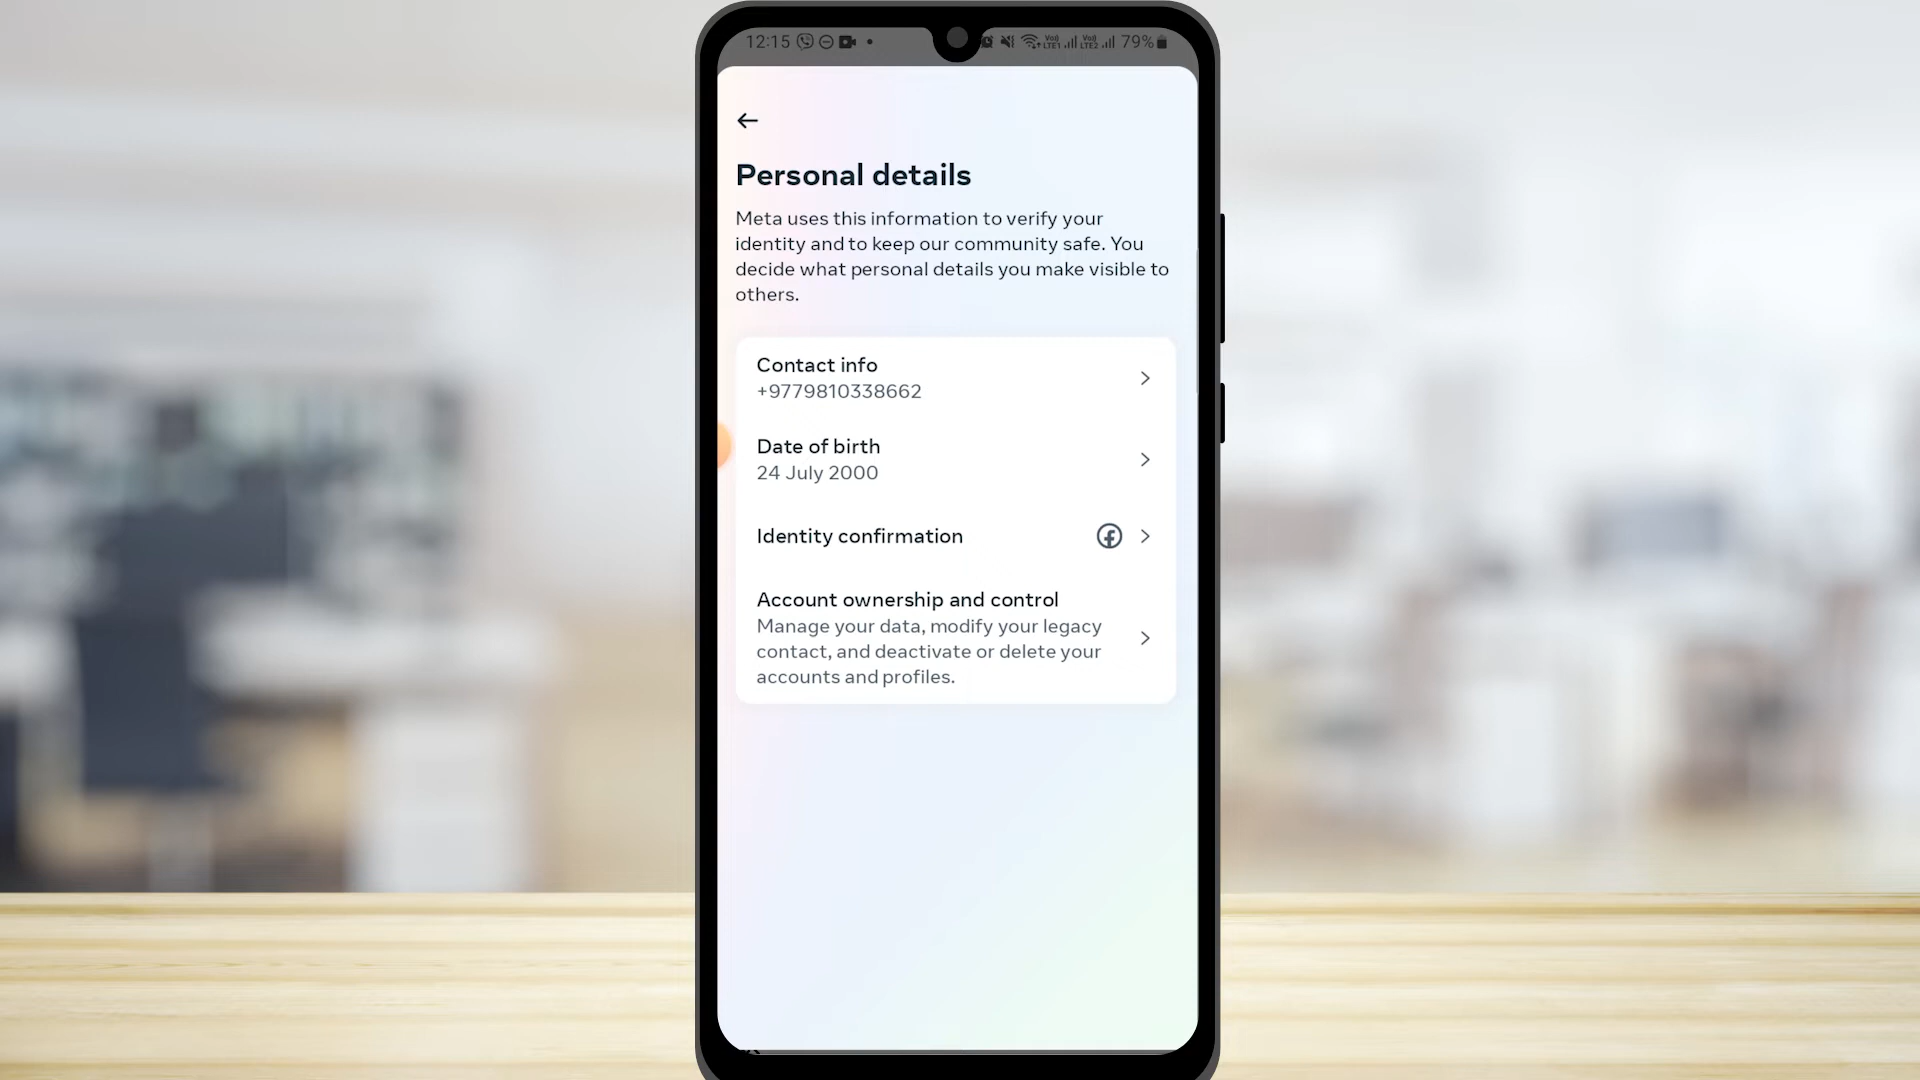 12:15
79%
Personal details
Meta uses this information to verify your
identity and to keep our community safe. You
decide what personal details you make visible to
others.
Contact info
+9779810338662
Date of birth
24 July 2000
Identity confirmation
Account ownership and control
Manage your data, modify your legacy
contact, and deactivate or delete your
accounts and profiles.